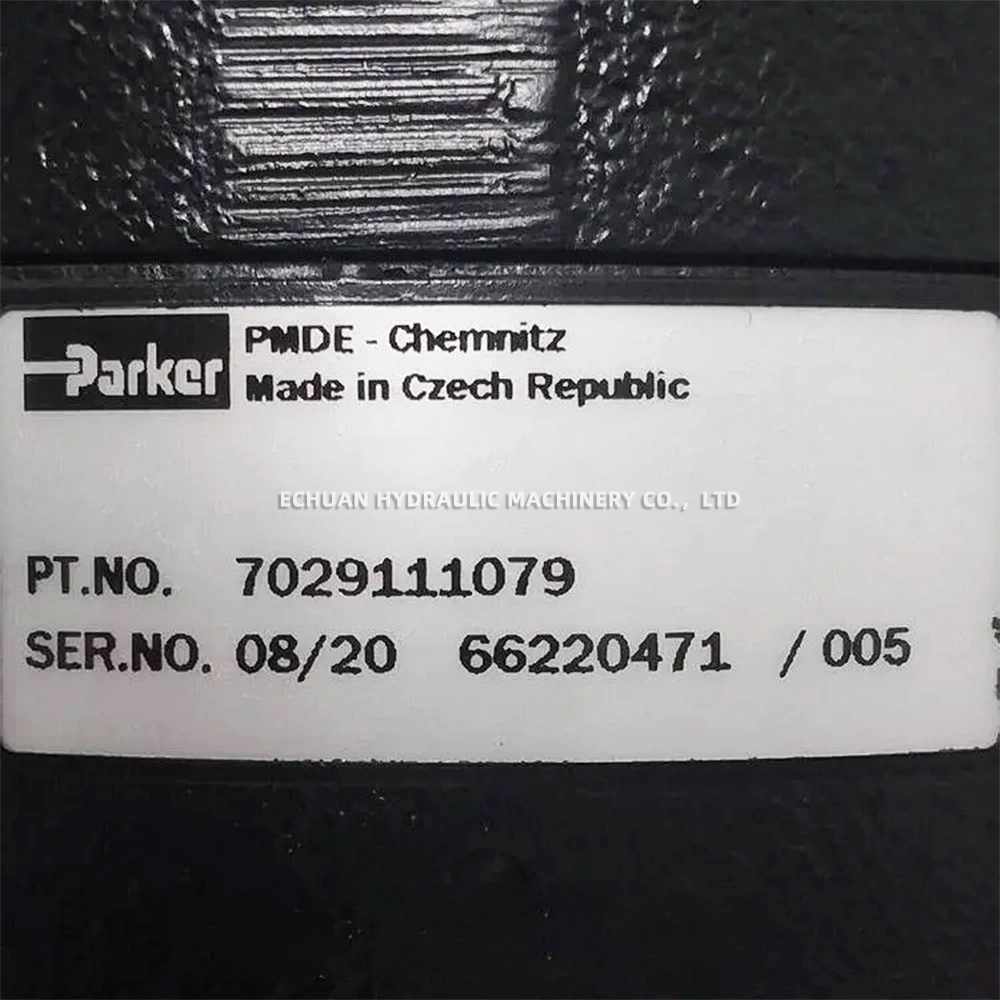 Parker
PMDE - Chemnitz
Made in Czech Republic
ECHUAN HYDRAULIC MACHINERY CO., LTD
PT.NO. 7029111079
SER.NO. 08/20 66220471 / 005